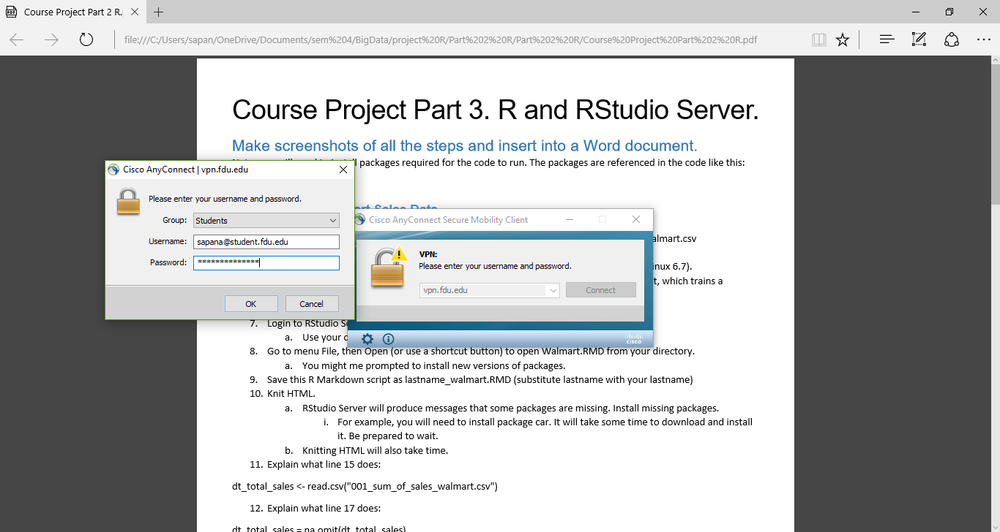 Course Project Part 2 R.
file:///C:/Users/sapan/OneDrive/Documents/sem%204/BigData/project%20R/Part%202%20R/Part%202%20R/Course%20Project%20Part%202%20R.pdf
Course Project Part 3. R and RStudio Server.
Make screenshots of all the steps and insert into a Word document.
packages required for the code to run. The packages are referenced in the code like this:
Cisco AnyConnect | vpn.fdu.edu
Please enter your username and password.
Group: Students
Username: sapana@student.fdu.edu
Password: **************
OK Cancel
Sales Data
Cisco AnyConnect Secure Mobility Client
VPN:
Please enter your username and password.
vpn.fdu.edu
Connect
cisco
almart.csv
inux 6.7).
t, which trains a
7. Login to RStudio Se
a. Use your
8. Go to menu File, then Open (or use a shortcut button) to open Walmart.RMD from your directory.
a. You might me prompted to install new versions of packages.
9. Save this R Markdown script as lastname_walmart.RMD (substitute lastname with your lastname)
10. Knit HTML.
a. RStudio Server will produce messages that some packages are missing. Install missing packages.
i. For example, you will need to install package car. It will take some time to download and install
it. Be prepared to wait.
b. Knitting HTML will also take time.
11. Explain what line 15 does:
dt_total_sales <- read.csv("001_sum_of_sales_walmart.csv")
12. Explain what line 17 does:
dt_total_sales = na.omit(dt_total_sales)